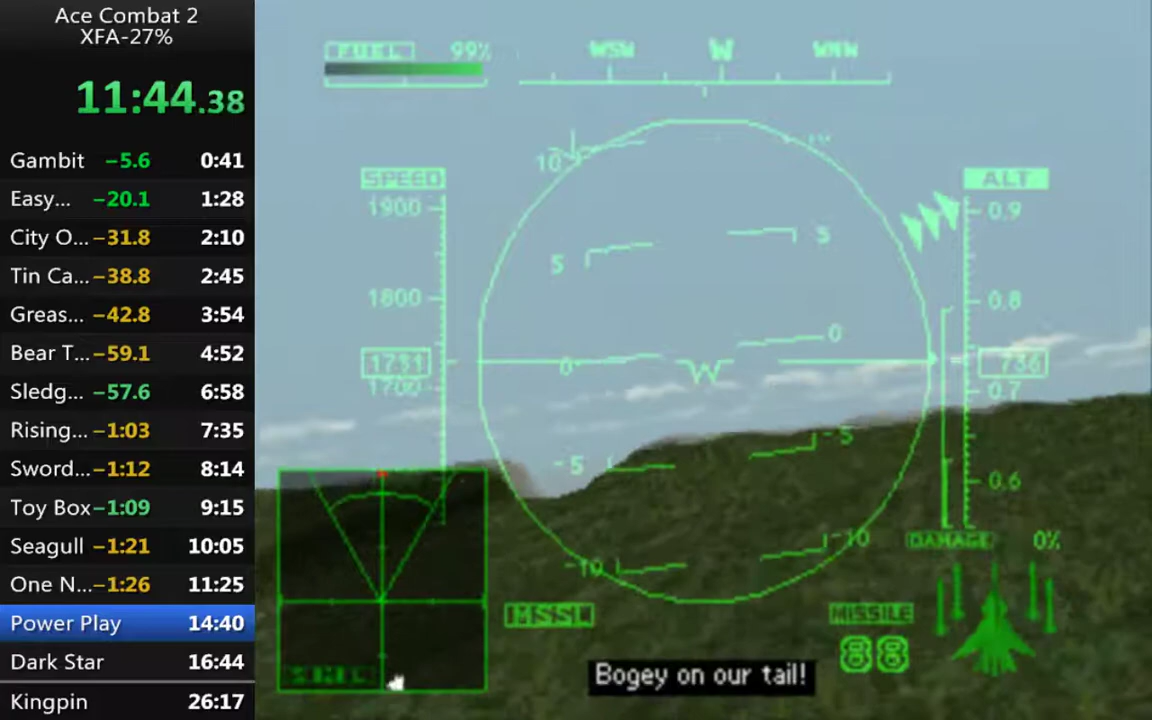 Ace Combat 2
XFA-27%
11:44.38
Gambit -5.6 0:41
Easy... -20.1 1:28
City O... -31.8 2:10
Tin Ca... -38.8 2:45
Greas... -42.8 3:54
Bear T... -59.1 4:52
Sledg... -57.6 6:58
Rising... -1:03 7:35
Sword... -1:12 8:14
Toy Box -1:09 9:15
Seagull -1:21 10:05
One N... -1:26 11:25
Power Play 14:40
Dark Star 16:44
Kingpin 26:17
FUEL 99%
WSW W WNW
SPEED
1900
1800
1731
1700
10
5 5
0 0
-5 -5
-10 -10
ALT
0.9
0.8
736
0.7
0.6
DAMAGE 0%
MSSL
MISSILE
88
Bogey on our tail!